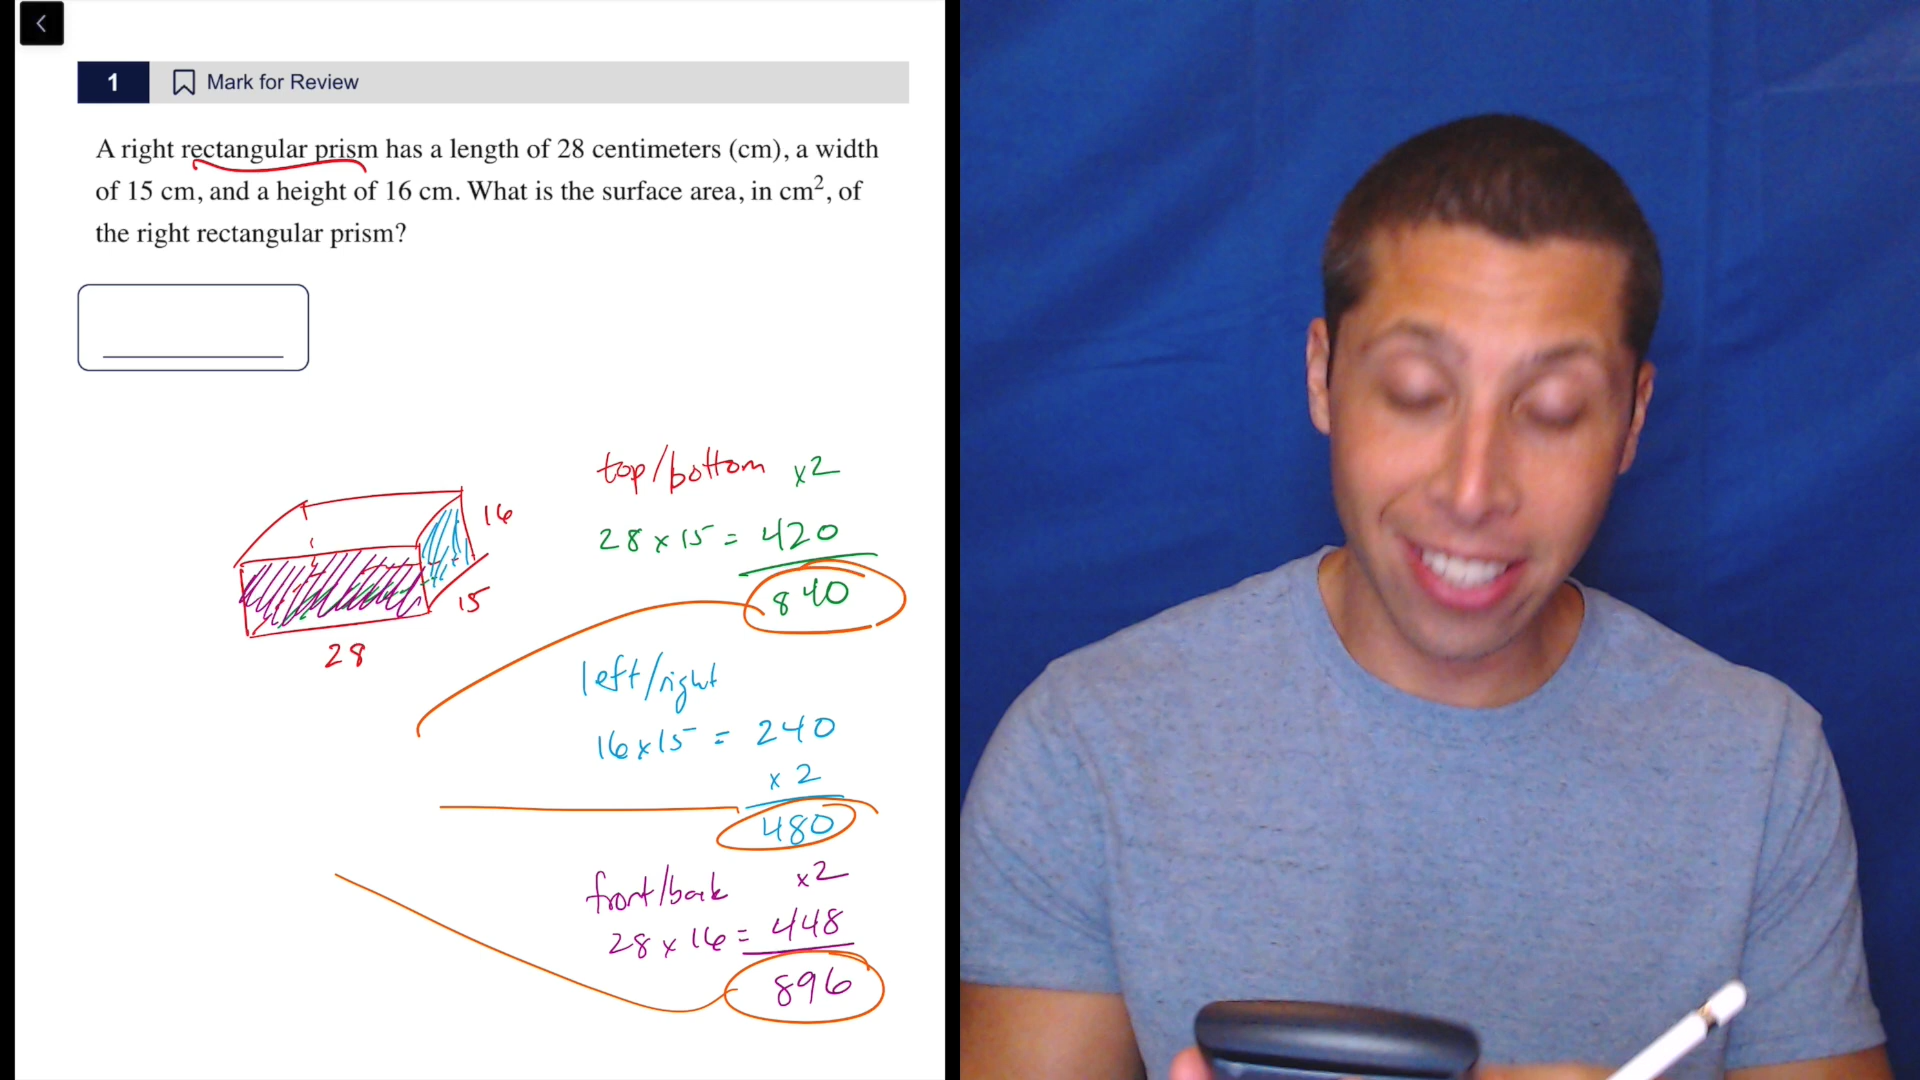 1 Mark for Review
A right rectangular prism has a length of 28 centimeters (cm), a width
of 15 cm, and a height of 16 cm. What is the surface area, in cm², of
the right rectangular prism?
16
15
28
top/bottom x2
28 x 15 = 420
840
left/right
16 x 15 = 240
x 2
480
front/back x2
28 x 16 = 448
896